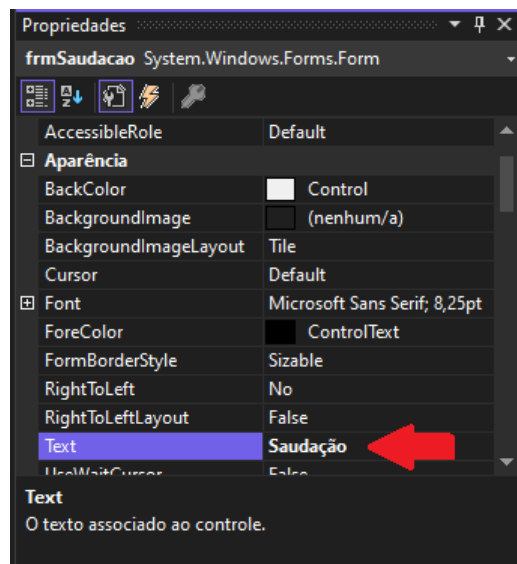 Propriedades
frmSaudacao System.Windows.Forms.Form
AccessibleRole Default
Aparência
BackColor Control
BackgroundImage (nenhum/a)
BackgroundImageLayout Tile
Cursor Default
Font Microsoft Sans Serif; 8,25pt
ForeColor ControlText
FormBorderStyle Sizable
RightToLeft No
RightToLeftLayout False
Text Saudação
UseWaitCursor False
Text
O texto associado ao controle.